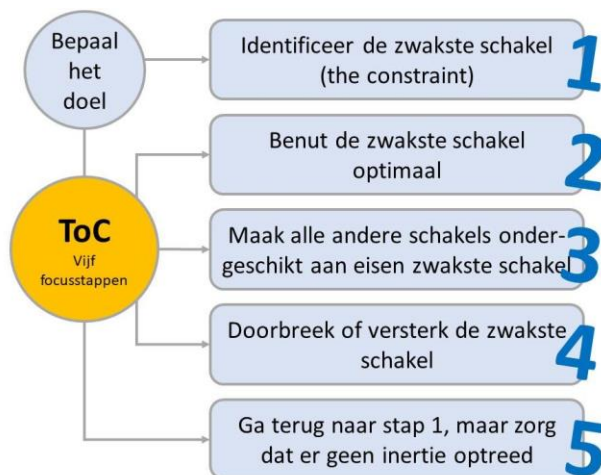 Bepaal
het
doel
Identificeer de zwakste schakel
(the constraint)
1
Benut de zwakste schakel
optimaal
2
ToC
Vijf
focusstappen
Maak alle andere schakels onder-
geschikt aan eisen zwakste schakel
3
Doorbreek of versterk de zwakste
schakel
4
Ga terug naar stap 1, maar zorg
dat er geen inertie optreed
5